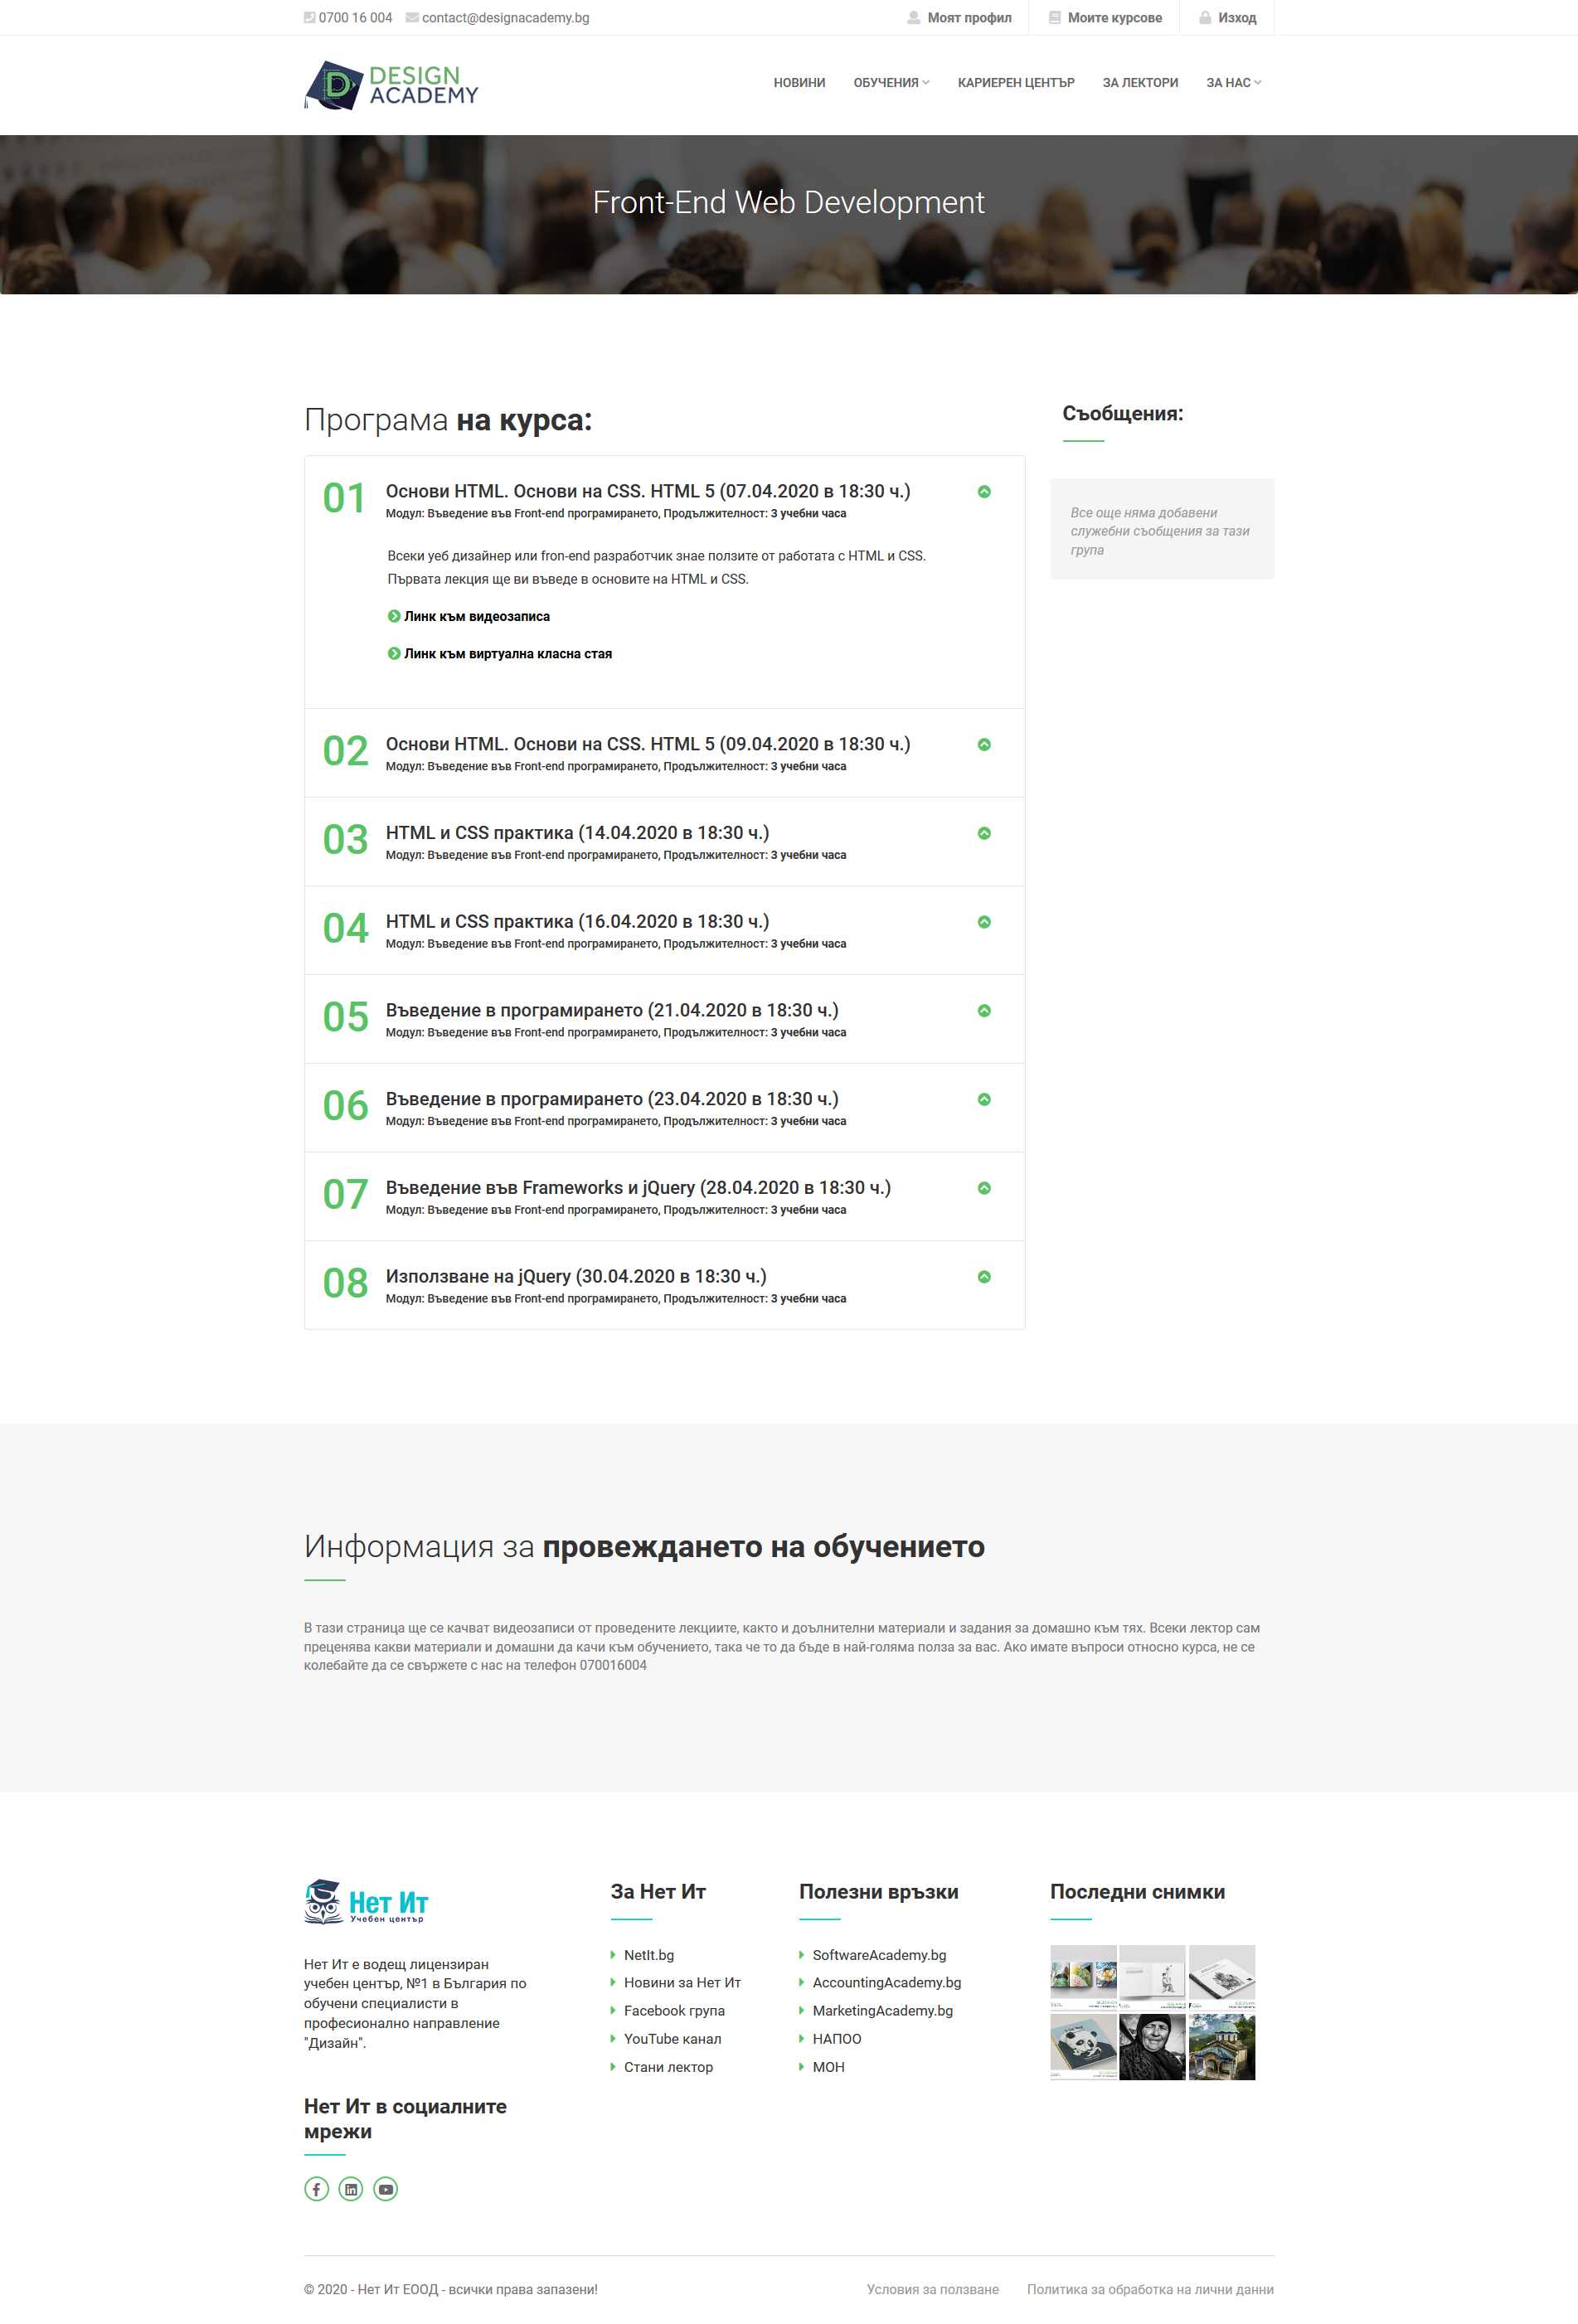 0700 16 004 contact@designacademy.bg Моят профил Моите курсове Изход
DESIGN
ACADEMY
НОВИНИ ОБУЧЕНИЯ КАРИЕРЕН ЦЕНТЪР ЗА ЛЕКТОРИ ЗА НАС
Front-End Web Development
Програма на курса:
01
Основи HTML. Основи на CSS. HTML 5 (07.04.2020 в 18:30 ч.)
Модул: Въведение във Front-end програмирането, Продължителност: 3 учебни часа
Всеки уеб дизайнер или fron-end разработчик знае ползите от работата с HTML и CSS.
Първата лекция ще ви въведе в основите на HTML и CSS.
Линк към видеозаписа
Линк към виртуална класна стая
02
Основи HTML. Основи на CSS. HTML 5 (09.04.2020 в 18:30 ч.)
Модул: Въведение във Front-end програмирането, Продължителност: 3 учебни часа
03
HTML и CSS практика (14.04.2020 в 18:30 ч.)
Модул: Въведение във Front-end програмирането, Продължителност: 3 учебни часа
04
HTML и CSS практика (16.04.2020 в 18:30 ч.)
Модул: Въведение във Front-end програмирането, Продължителност: 3 учебни часа
05
Въведение в програмирането (21.04.2020 в 18:30 ч.)
Модул: Въведение във Front-end програмирането, Продължителност: 3 учебни часа
06
Въведение в програмирането (23.04.2020 в 18:30 ч.)
Модул: Въведение във Front-end програмирането, Продължителност: 3 учебни часа
07
Въведение във Frameworks и jQuery (28.04.2020 в 18:30 ч.)
Модул: Въведение във Front-end програмирането, Продължителност: 3 учебни часа
08
Използване на jQuery (30.04.2020 в 18:30 ч.)
Модул: Въведение във Front-end програмирането, Продължителност: 3 учебни часа
Съобщения:
Все още няма добавени
служебни съобщения за тази
група
Информация за провеждането на обучението
В тази страница ще се качват видеозаписи от проведените лекциите, както и доълнителни материали и задания за домашно към тях. Всеки лектор сам
преценява какви материали и домашни да качи към обучението, така че то да бъде в най-голяма полза за вас. Ако имате въпроси относно курса, не се
колебайте да се свържете с нас на телефон 070016004
Нет Ит
Учебен център
Нет Ит е водещ лицензиран
учебен център, №1 в България по
обучени специалисти в
професионално направление
"Дизайн".
Нет Ит в социалните
мрежи
За Нет Ит
NetIt.bg
Новини за Нет Ит
Facebook група
YouTube канал
Стани лектор
Полезни връзки
SoftwareAcademy.bg
AccountingAcademy.bg
MarketingAcademy.bg
НАПОО
МОН
Последни снимки
© 2020 - Нет Ит ЕООД - всички права запазени! Условия за ползване Политика за обработка на лични данни